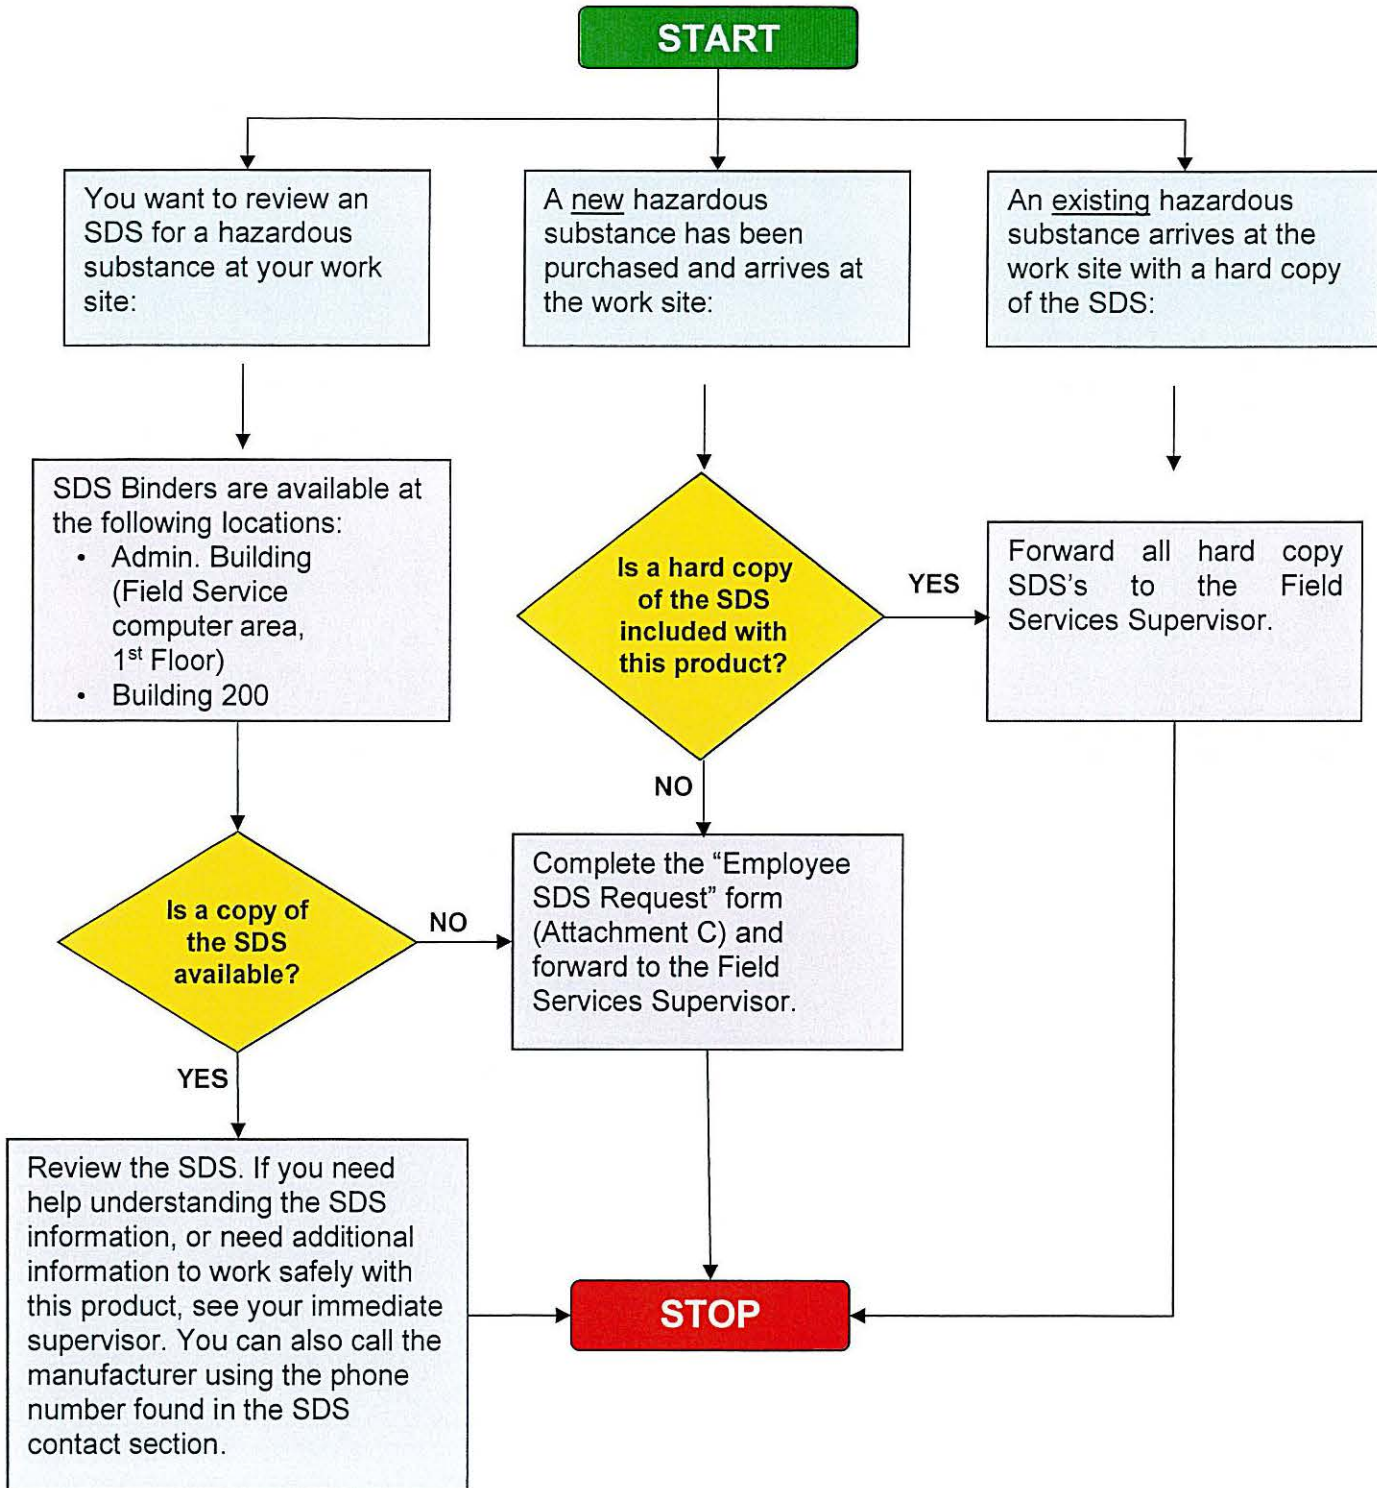 START
You want to review an
SDS for a hazardous
substance at your work
site:
A new hazardous
substance has been
purchased and arrives at
the work site:
An existing hazardous
substance arrives at the
work site with a hard copy
of the SDS:
SDS Binders are available at
the following locations:
• Admin. Building
(Field Service
computer area,
1st Floor)
• Building 200
Is a hard copy
of the SDS
included with
this product?
YES
Forward all hard copy
SDS's to the Field
Services Supervisor.
NO
Is a copy of
the SDS
available?
NO
Complete the “Employee
SDS Request” form
(Attachment C) and
forward to the Field
Services Supervisor.
YES
Review the SDS. If you need
help understanding the SDS
information, or need additional
information to work safely with
this product, see your immediate
supervisor. You can also call the
manufacturer using the phone
number found in the SDS
contact section.
STOP